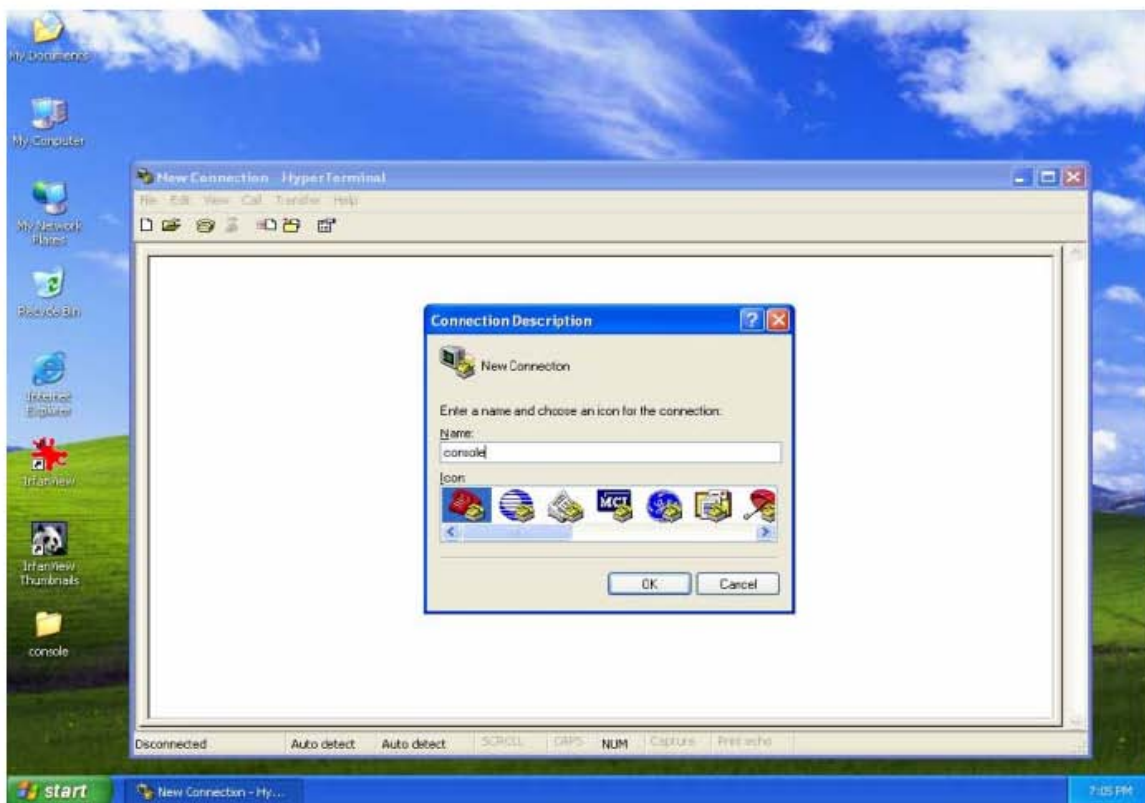 My Documents
My Computer
My Network
Places
Recycle Bin
Internet
Explorer
IrfanView
IrfanView
Thumbnails
console
New Connection - HyperTerminal
File Edit View Call Transfer Help
Connection Description
New Connection
Enter a name and choose an icon for the connection:
Name:
console
Icon:
MCI
OK Cancel
Disconnected Auto detect Auto detect SCROLL CAPS NUM Capture Print echo
start New Connection - Hy... 7:05 PM